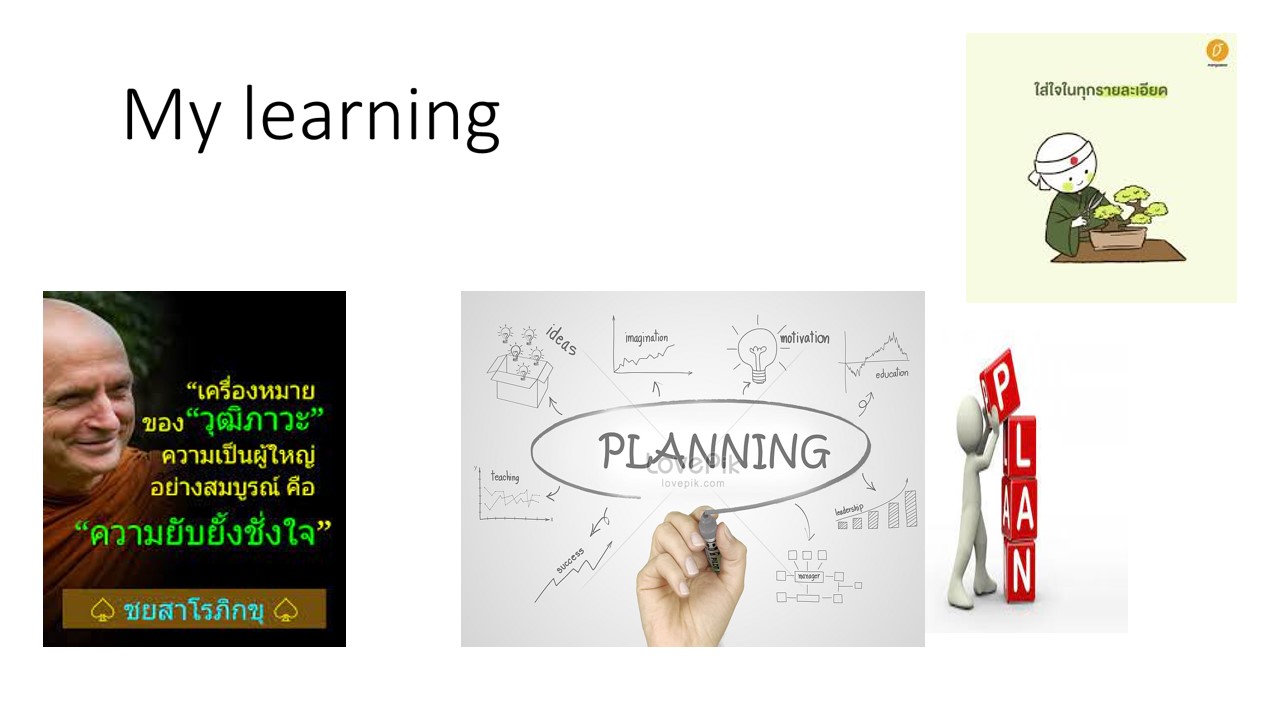 My learning
ใส่ใจในทุกรายละเอียด
“เครื่องหมาย
ของ“วุฒิภาวะ”
ความเป็นผู้ใหญ่
อย่างสมบูรณ์ คือ
“ความยับยั้งชั่งใจ”
ชยสาโรภิกขุ
ideas
imagination
motivation
education
PLANNING
LovePik
lovepik.com
teaching
leadership
success
manager
P
L
A
A
N